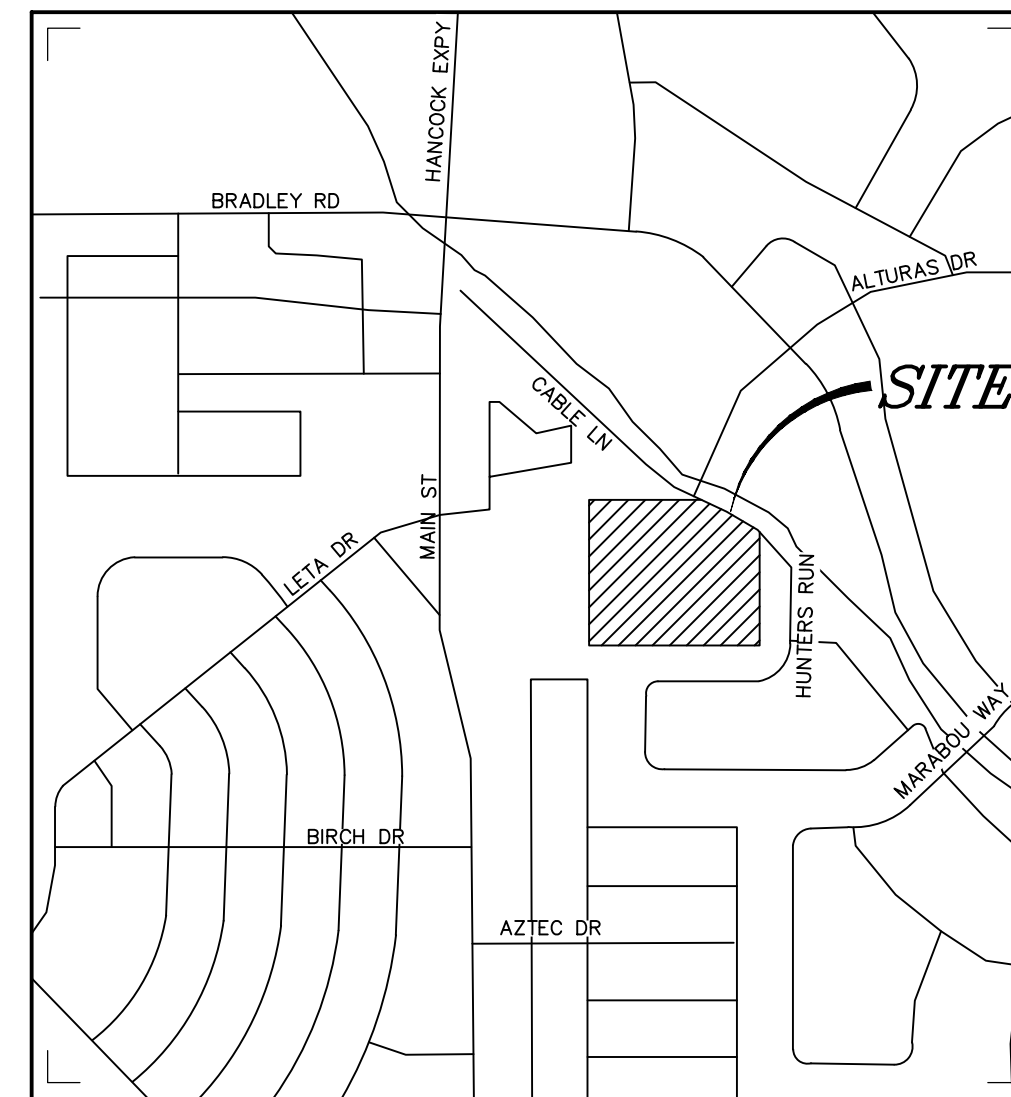 HANCOCK EXPY
BRADLEY RD
ALTURAS DR
SITE
CABLE LN
MAIN ST
LETA DR
HUNTERS RUN
MARABOU WAY
BIRCH DR
AZTEC DR